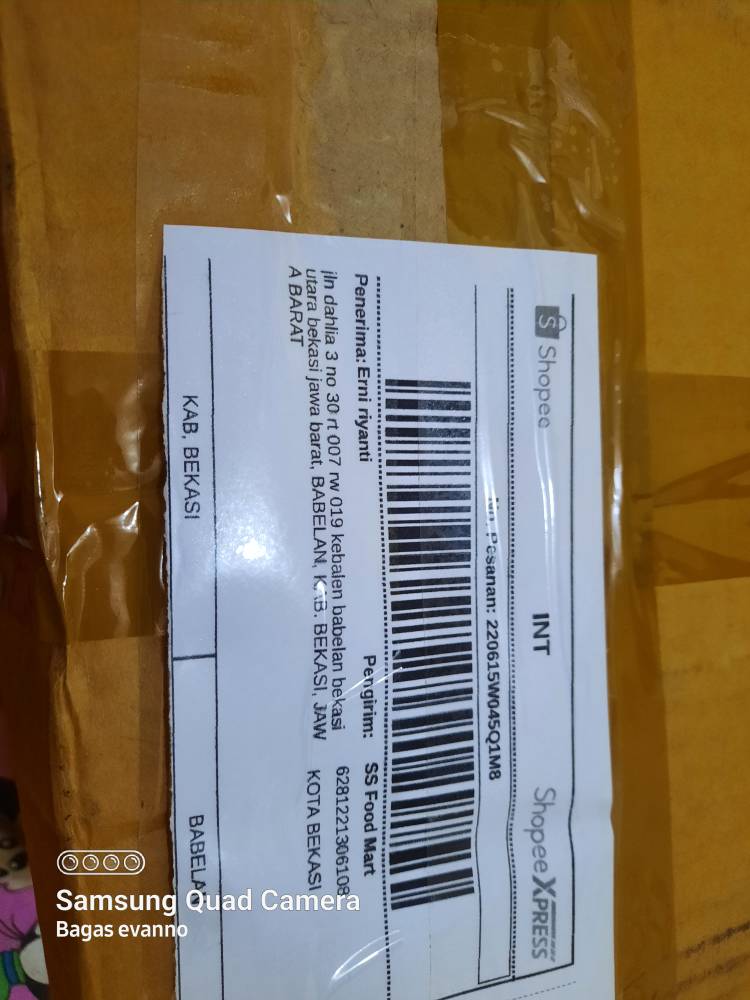 Shopee INT Shopee XPRESS
No. Pesanan: 220615W045Q1M8
Penerima: Erni riyanti
jln dahlia 3 no 30 rt 007 rw 019 kebalen babelan bekasi
utara bekasi jawa barat, BABELAN, KAB. BEKASI, JAW
A BARAT
Pengirim: SS Food Mart
6281221306108
KOTA BEKASI
KAB. BEKASI
BABELA
Samsung Quad Camera
Bagas evanno